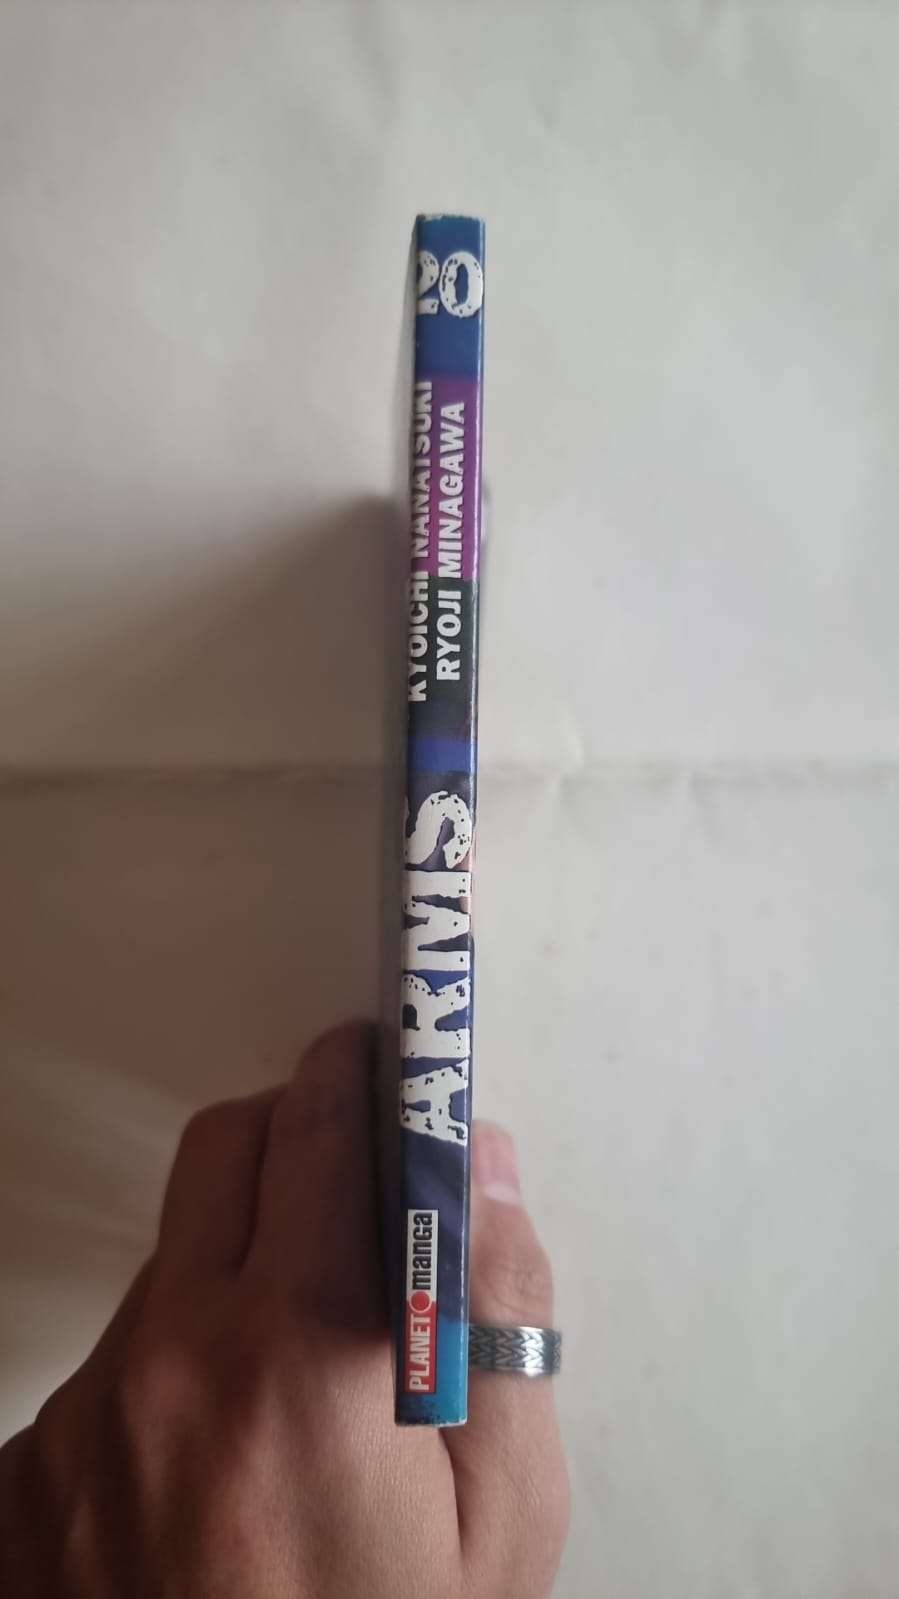 PLANET manga
ARMS
KYOICHI NANATSUKI
RYOJI MINAGAWA
20